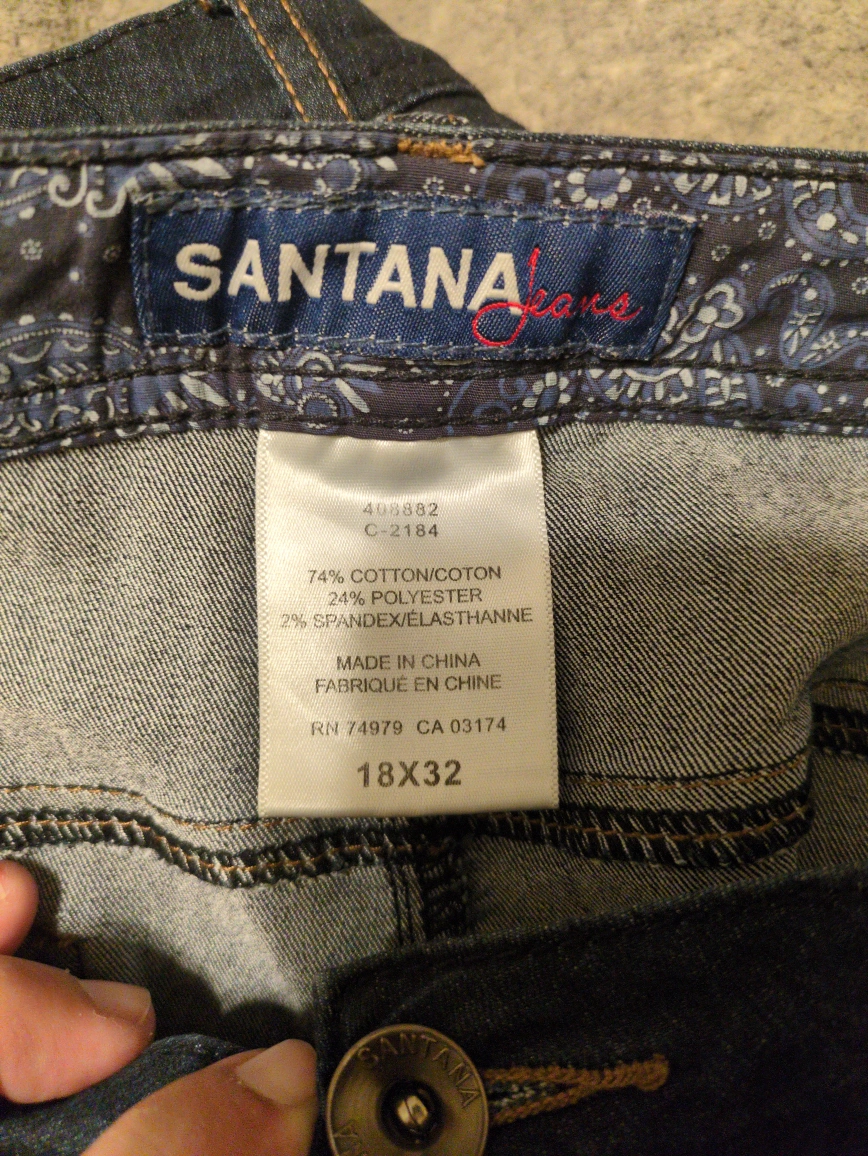 SANTANA Jeans
408882
C-2184
74% COTTON/COTON
24% POLYESTER
2% SPANDEX/ÉLASTHANNE
MADE IN CHINA
FABRIQUÉ EN CHINE
RN 74979 CA 03174
18X32
SANTANA